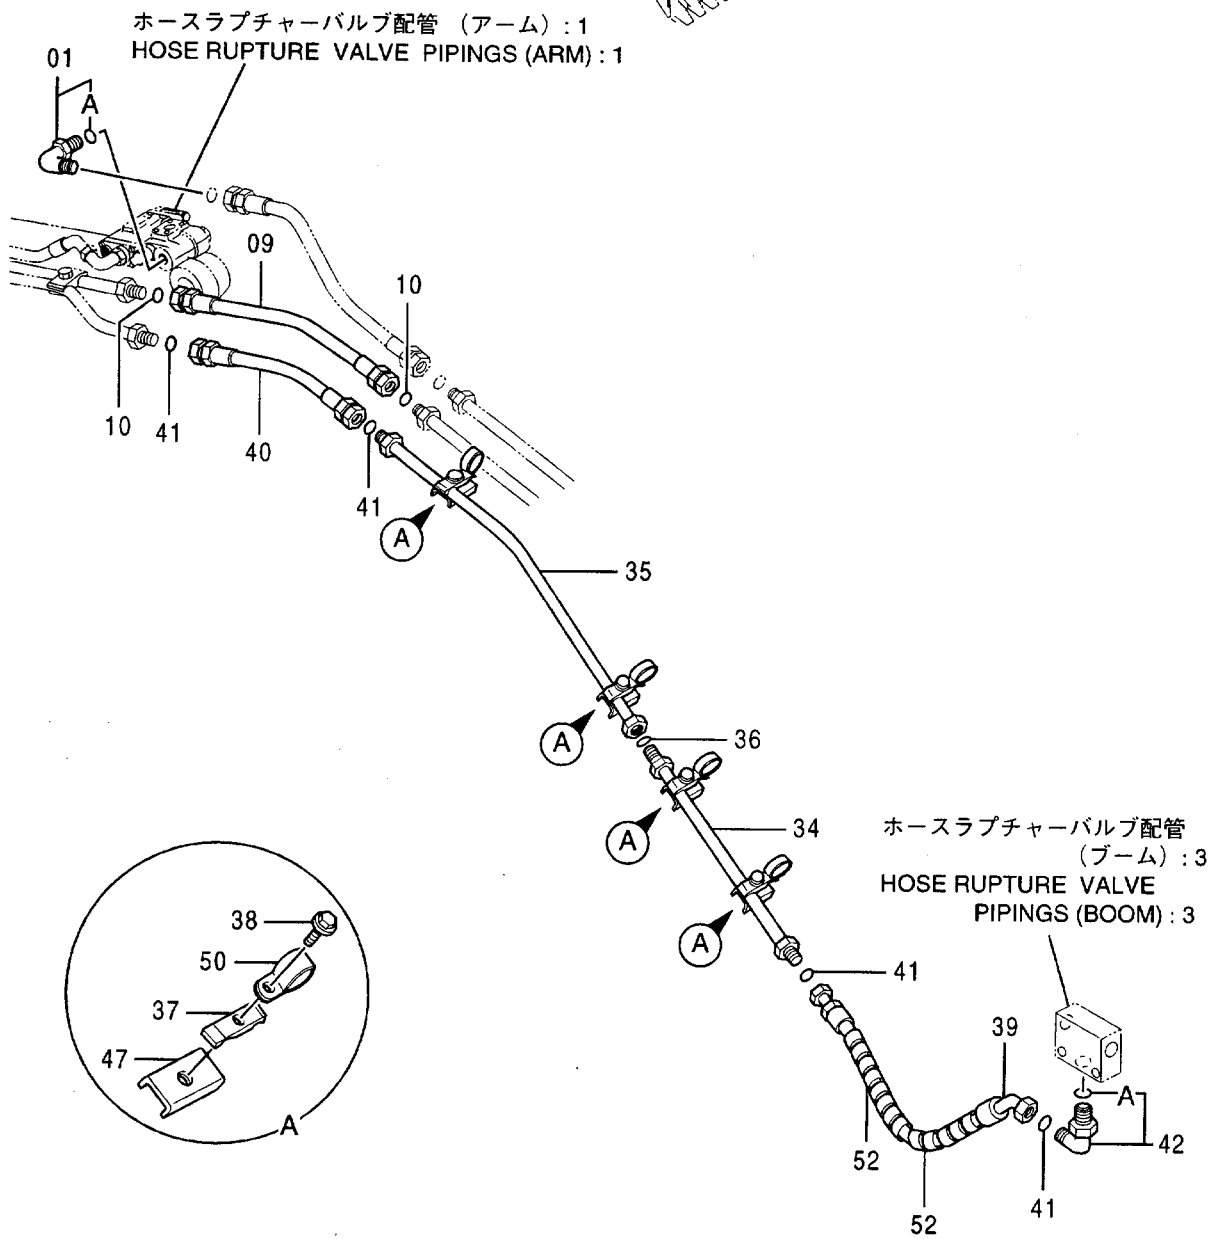 ホースラプチャーバルブ配管 (アーム) : 1
HOSE RUPTURE VALVE PIPINGS (ARM) : 1
01
A
09
10
10
41
40
41
A
35
A
36
A
34
ホースラプチャーバルブ配管
(ブーム) : 3
HOSE RUPTURE VALVE
PIPINGS (BOOM) : 3
A
38
50
37
47
A
41
39
A
42
52
52
41